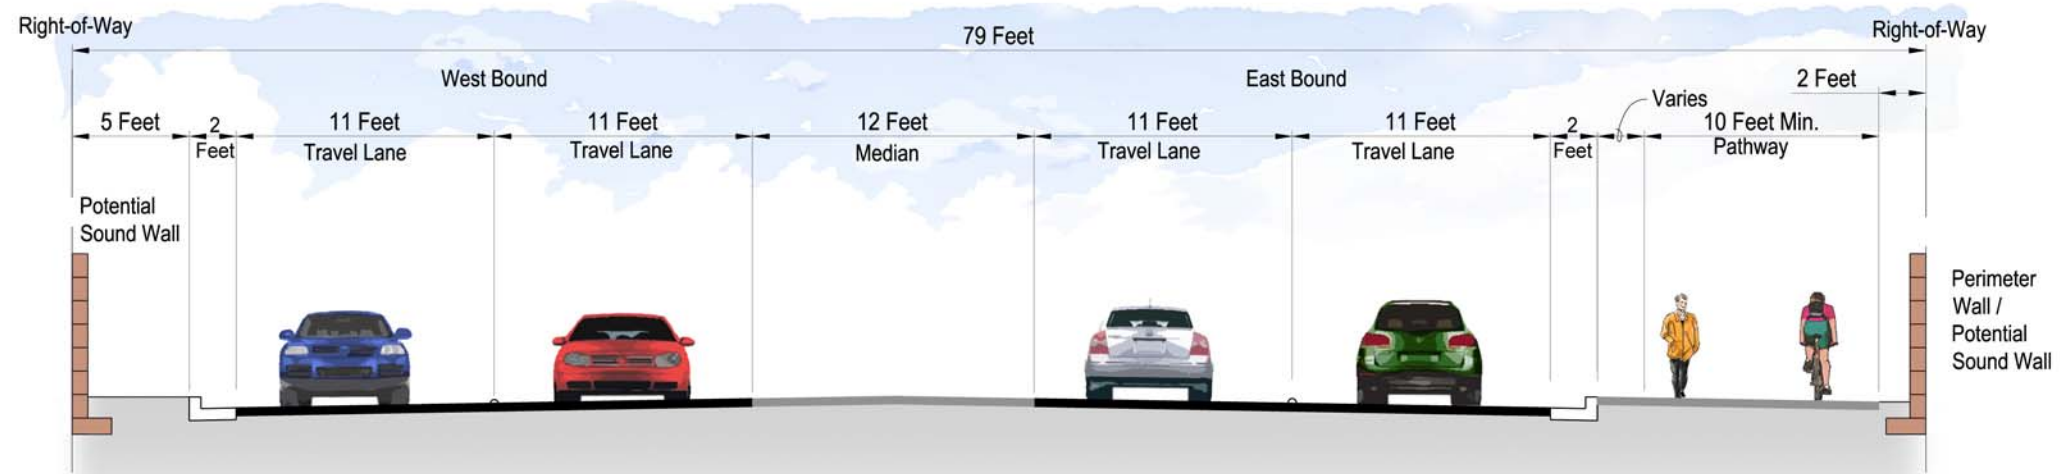 Right-of-Way
79 Feet
Right-of-Way
West Bound
East Bound
2 Feet
Varies
5 Feet
2
Feet
11 Feet
Travel Lane
11 Feet
Travel Lane
12 Feet
Median
11 Feet
Travel Lane
11 Feet
Travel Lane
2
Feet
10 Feet Min.
Pathway
Potential
Sound Wall
Perimeter
Wall /
Potential
Sound Wall